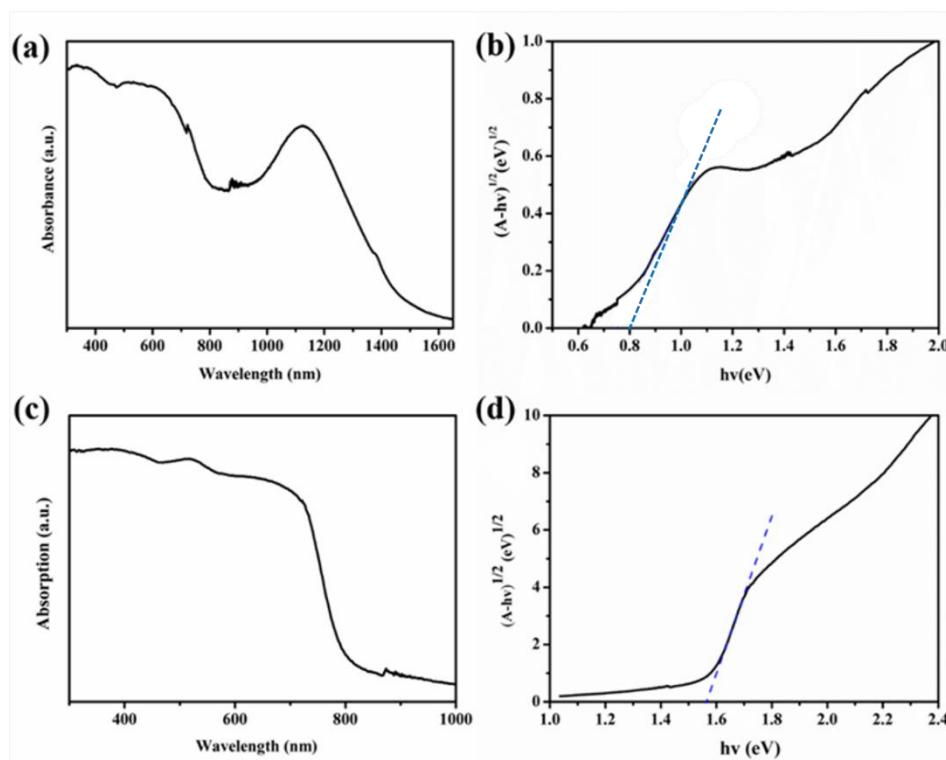 (a)
Absorbance (a.u.)
400 600 800 1000 1200 1400 1600
Wavelength (nm)
(b)
(A-hv)1/2(eV)1/2
1.0
0.8
0.6
0.4
0.2
0.0
0.6 0.8 1.0 1.2 1.4 1.6 1.8 2.0
hv(eV)
(c)
Absorption (a.u.)
400 600 800 1000
Wavelength (nm)
(d)
(A-hv)1/2 (eV)1/2
10
8
6
4
2
0
1.0 1.2 1.4 1.6 1.8 2.0 2.2 2.4
hv (eV)